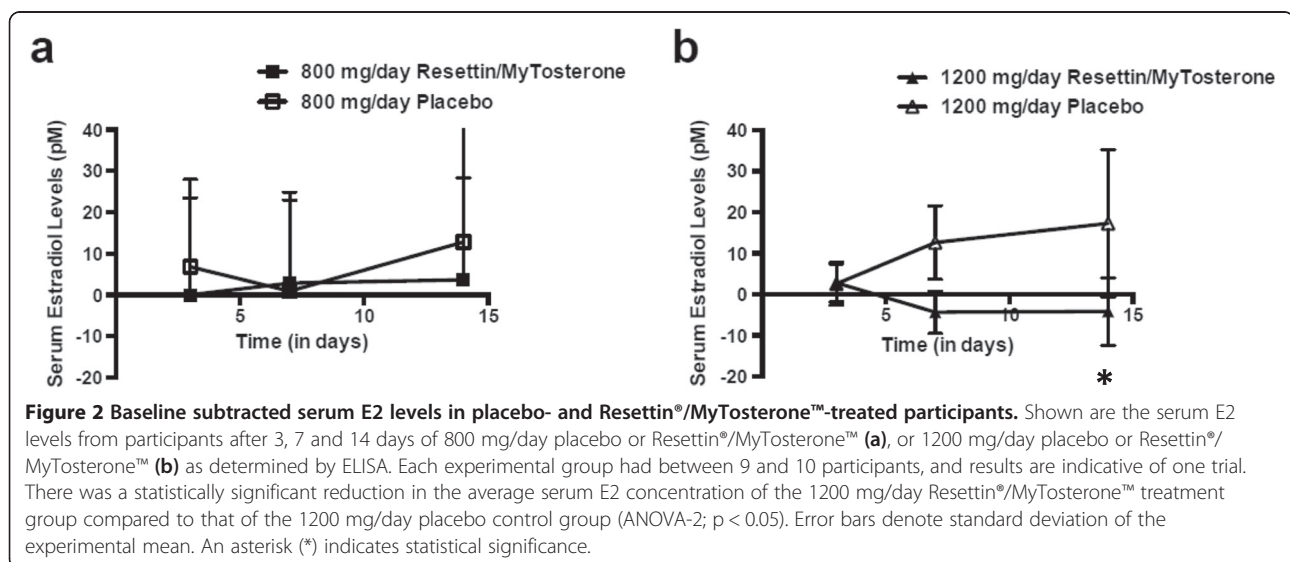 a
800 mg/day Resettin/MyTosterone
800 mg/day Placebo
Serum Estradiol Levels (pM)
40
30
20
10
0
-10
-20
5
10
15
Time (in days)
b
1200 mg/day Resettin/MyTosterone
1200 mg/day Placebo
Serum Estradiol Levels (pM)
40
30
20
10
0
-10
-20
5
10
15
Time (in days)
*
Figure 2 Baseline subtracted serum E2 levels in placebo- and Resettin®/MyTosterone™-treated participants. Shown are the serum E2
levels from participants after 3, 7 and 14 days of 800 mg/day placebo or Resettin®/MyTosterone™ (a), or 1200 mg/day placebo or Resettin®/
MyTosterone™ (b) as determined by ELISA. Each experimental group had between 9 and 10 participants, and results are indicative of one trial.
There was a statistically significant reduction in the average serum E2 concentration of the 1200 mg/day Resettin®/MyTosterone™ treatment
group compared to that of the 1200 mg/day placebo control group (ANOVA-2; p < 0.05). Error bars denote standard deviation of the
experimental mean. An asterisk (*) indicates statistical significance.